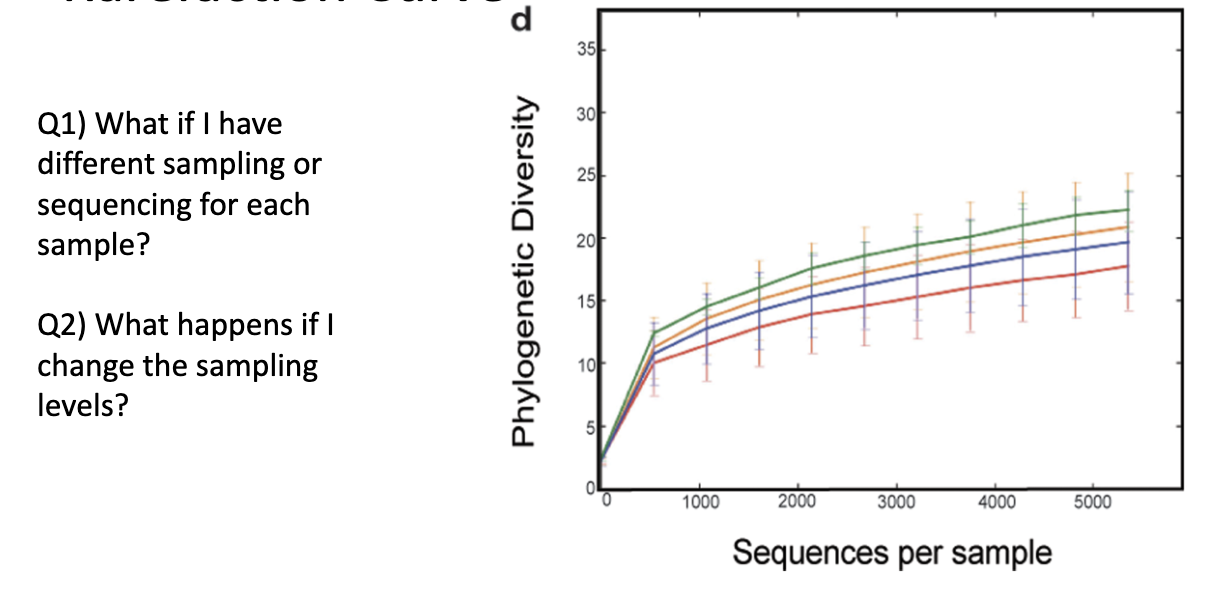 d
Q1) What if I have
different sampling or
sequencing for each
sample?
Q2) What happens if I
change the sampling
levels?
Phylogenetic Diversity
35
30
25
20
15
10
5
0
0 1000 2000 3000 4000 5000
Sequences per sample